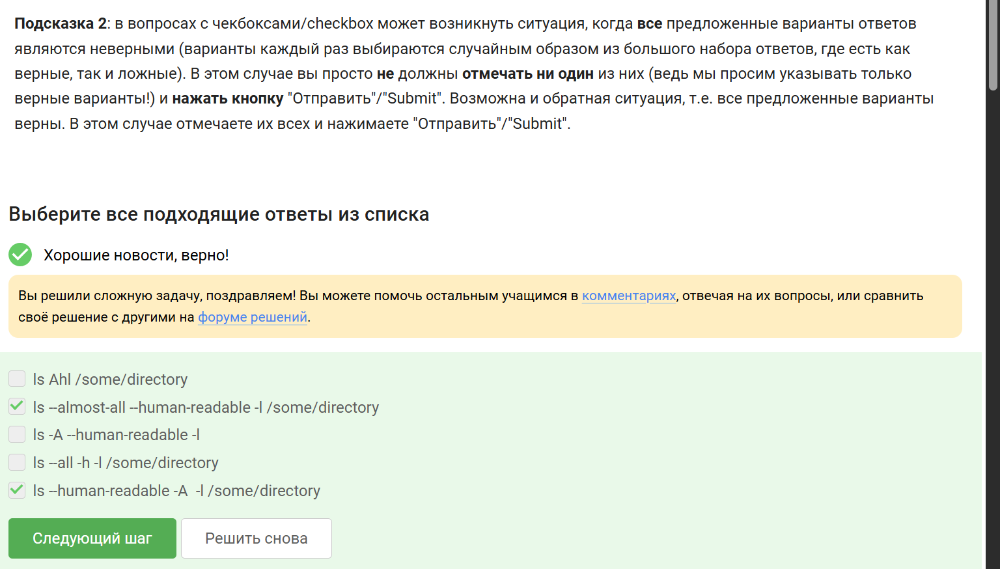 Подсказка 2: в вопросах с чекбоксами/checkbox может возникнуть ситуация, когда все предложенные варианты ответов
являются неверными (варианты каждый раз выбираются случайным образом из большого набора ответов, где есть как
верные, так и ложные). В этом случае вы просто не должны отмечать ни один из них (ведь мы просим указывать только
верные варианты!) и нажать кнопку "Отправить"/"Submit". Возможна и обратная ситуация, т.е. все предложенные варианты
верны. В этом случае отмечаете их всех и нажимаете "Отправить"/"Submit".
Выберите все подходящие ответы из списка
Хорошие новости, верно!
Вы решили сложную задачу, поздравляем! Вы можете помочь остальным учащимся в комментариях, отвечая на их вопросы, или сравнить
своё решение с другими на форуме решений.
ls Ahl /some/directory
ls --almost-all --human-readable -l /some/directory
ls -A --human-readable -l
ls --all -h -l /some/directory
ls --human-readable -A  -l /some/directory
Следующий шаг
Решить снова